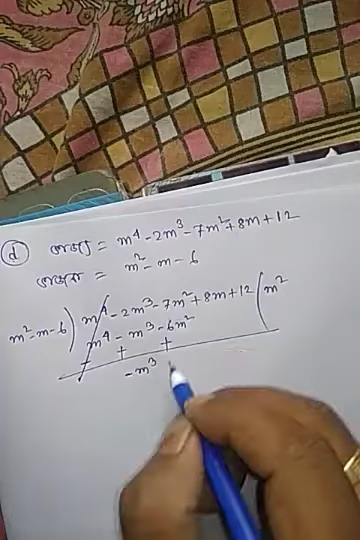 (d) ভাজ্য = m⁴ - 2m³ - 7m² + 8m + 12
ভাজক = m² - m - 6
m² - m - 6 ) m⁴ - 2m³ - 7m² + 8m + 12 ( m²
m⁴ - m³ - 6m²
- + +
- m³